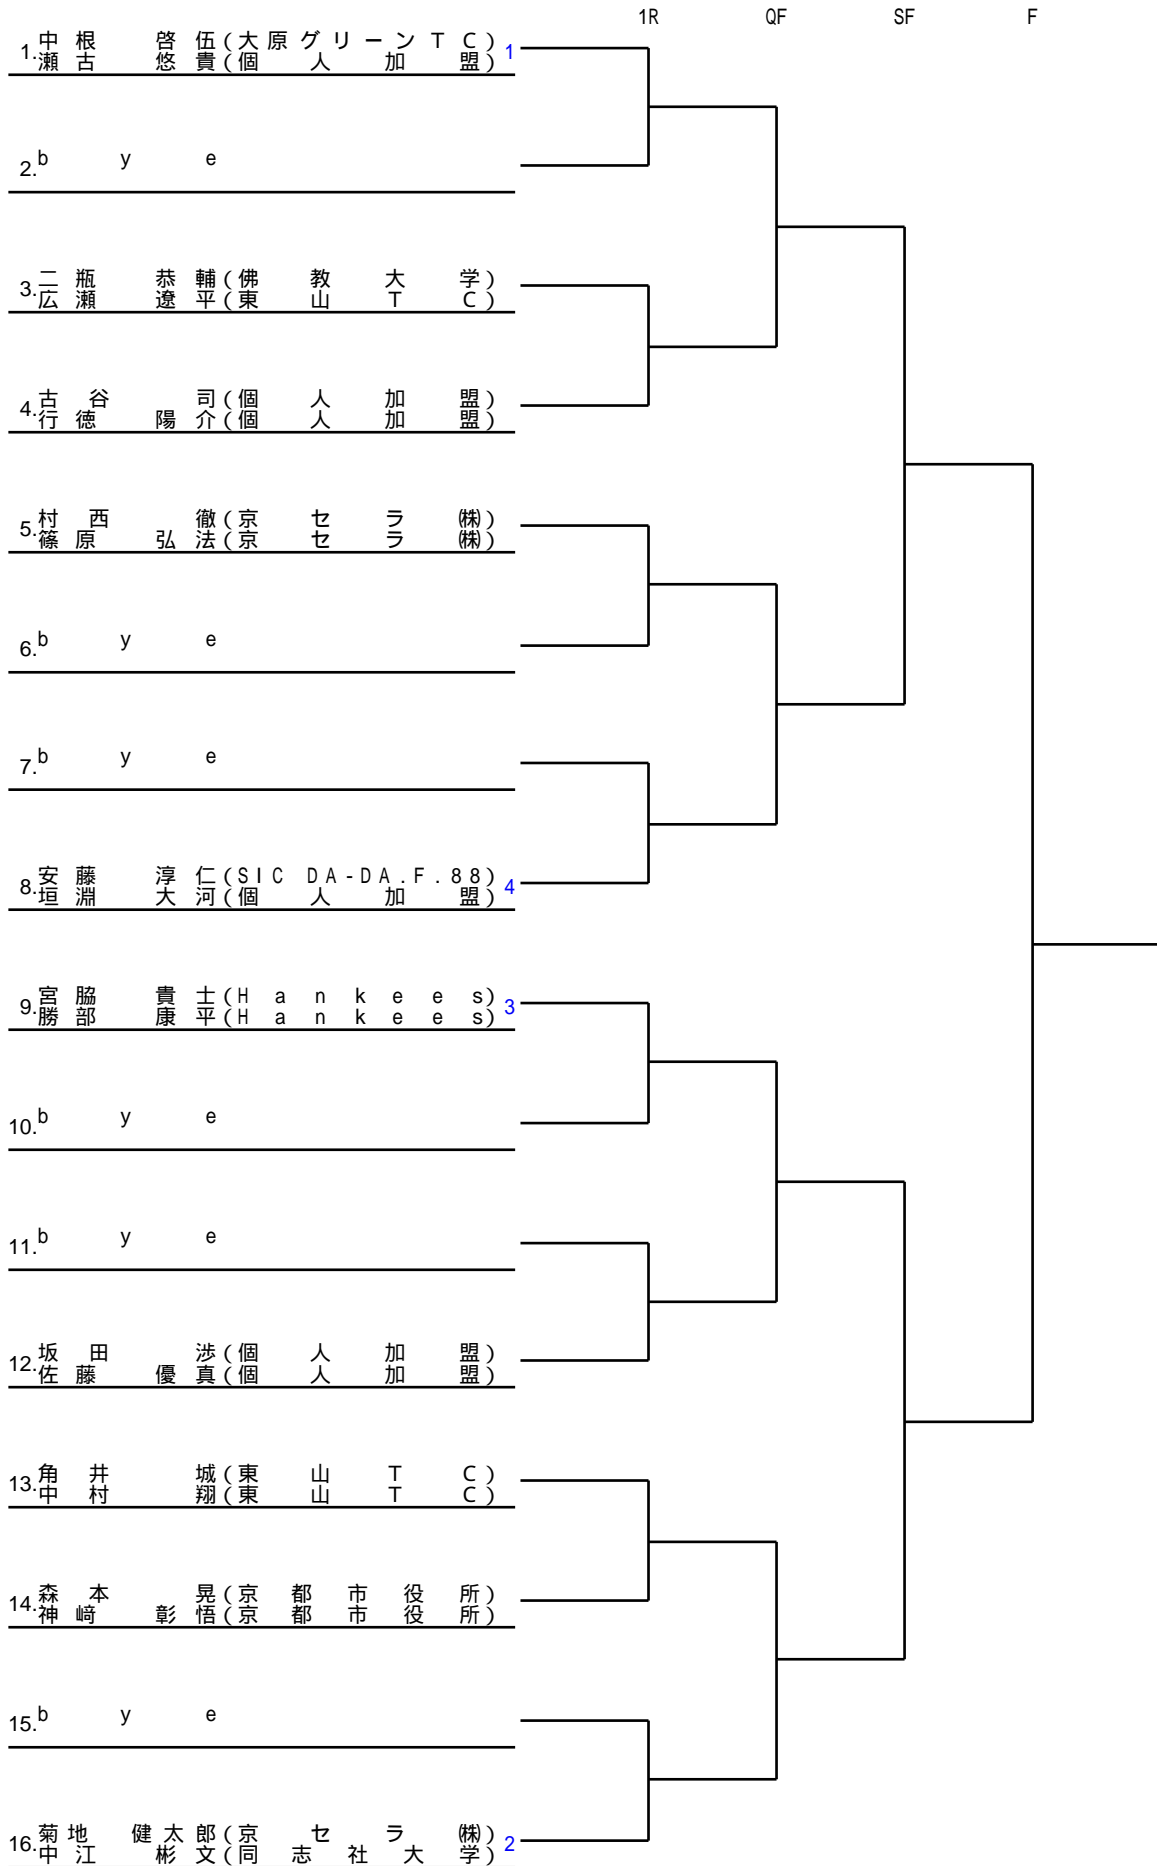 1R QF SF F
1. 中根 啓伍(大原グリーンTC) 1
瀬古 悠貴(個人加盟)
2. bye
3. 二瓶 恭輔(佛教大学)
広瀬 遼平(東山TC)
4. 古谷 司(個人加盟)
行徳 陽介(個人加盟)
5. 村西 徹(京セラ㈱)
篠原 弘法(京セラ㈱)
6. bye
7. bye
8. 安藤 淳仁(SIC DA-DA.F.88) 4
垣淵 大河(個人加盟)
9. 宮脇 貴士(Hankees) 3
勝部 康平(Hankees)
10. bye
11. bye
12. 坂田 渉(個人加盟)
佐藤 優真(個人加盟)
13. 角井 城(東山TC)
中村 翔(東山TC)
14. 森本 晃(京都市役所)
神﨑 彰悟(京都市役所)
15. bye
16. 菊地 健太郎(京セラ㈱) 2
中江 彬文(同志社大学)